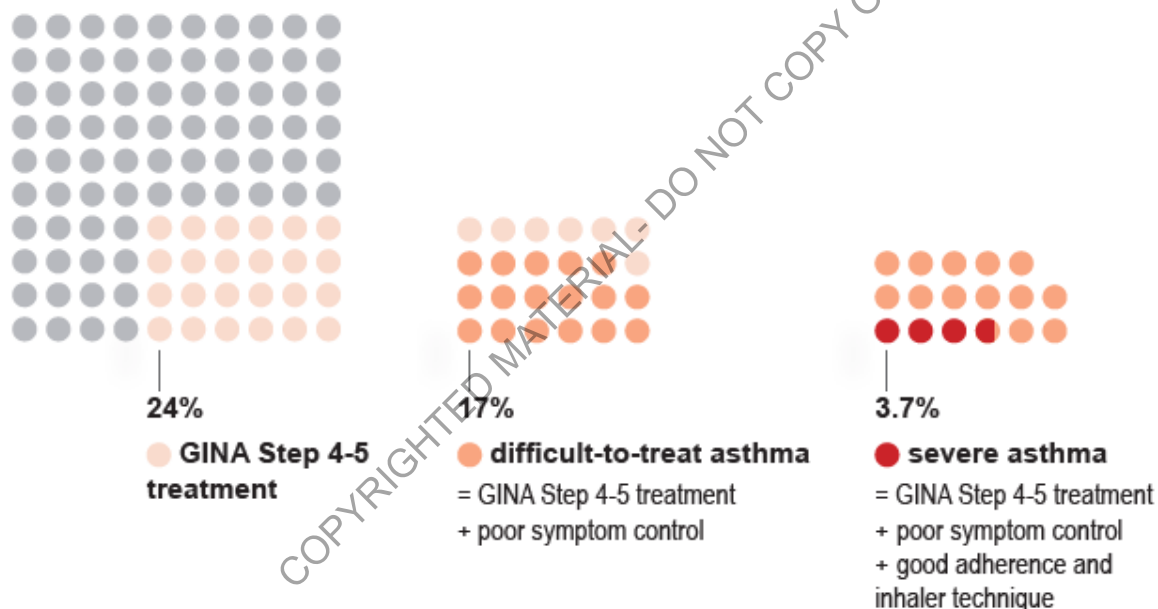 COPYRIGHTED MATERIAL- DO NOT COPY O
24%
GINA Step 4-5
treatment
17%
difficult-to-treat asthma
= GINA Step 4-5 treatment
+ poor symptom control
3.7%
severe asthma
= GINA Step 4-5 treatment
+ poor symptom control
+ good adherence and
inhaler technique